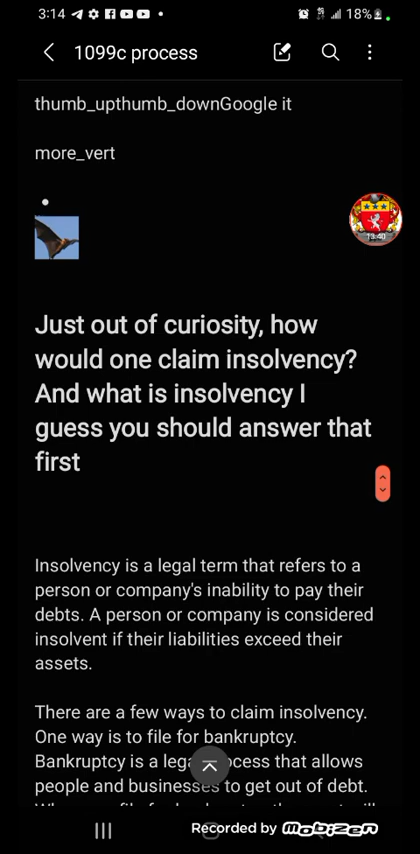 3:14 18%
1099c process
thumb_upthumb_downGoogle it
more_vert
13:40
Just out of curiosity, how
would one claim insolvency?
And what is insolvency I
guess you should answer that
first
Insolvency is a legal term that refers to a
person or company's inability to pay their
debts. A person or company is considered
insolvent if their liabilities exceed their
assets.
There are a few ways to claim insolvency.
One way is to file for bankruptcy.
Bankruptcy is a that allows
people and businesses to get out of debt.
Recorded by mobizen